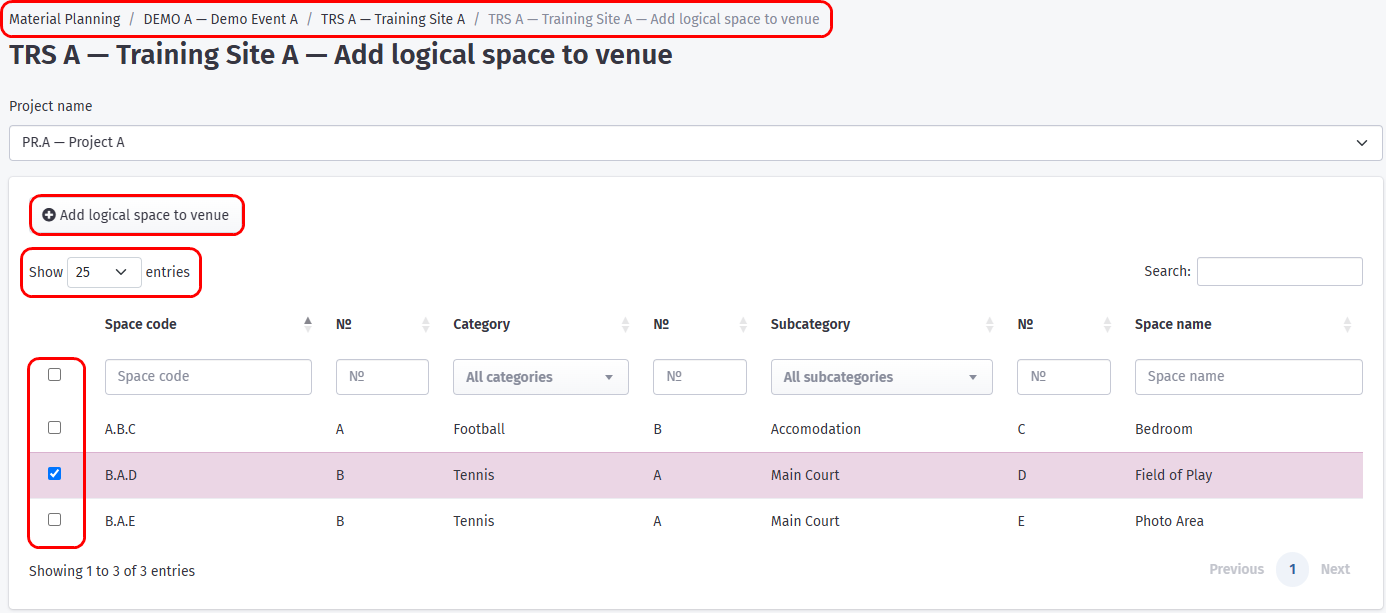 Material Planning / DEMO A — Demo Event A / TRS A — Training Site A / TRS A — Training Site A — Add logical space to venue
TRS A — Training Site A — Add logical space to venue
Project name
PR.A — Project A
Add logical space to venue
Show 25 entries Search:
Space code № Category № Subcategory № Space name
Space code № All categories № All subcategories № Space name
A.B.C A Football B Accomodation C Bedroom
B.A.D B Tennis A Main Court D Field of Play
B.A.E B Tennis A Main Court E Photo Area
Showing 1 to 3 of 3 entries Previous 1 Next